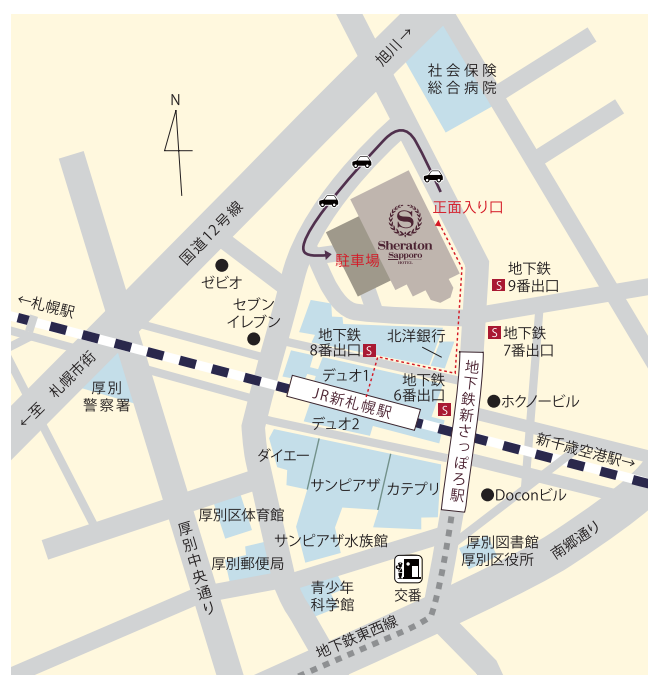 旭川→
社会保険
総合病院
N
国道12号線
正面入り口
S
Sheraton
Sapporo
HOTEL
駐車場
ゼビオ
地下鉄
S 9番出口
←札幌駅
セブン
イレブン
地下鉄
8番出口 S
北洋銀行
S 地下鉄
7番出口
←至 札幌市街
厚別
警察署
デュオ1
地下鉄
6番出口
S
JR新札幌駅
地下鉄新さっぽろ駅
ホクノービル
デュオ2
新千歳空港駅→
ダイエー
サンピアザ
カテプリ
Doconビル
厚別区体育館
サンピアザ水族館
厚別図書館
厚別区役所
南郷通り
厚別中央通り
厚別郵便局
青少年
科学館
交番
地下鉄東西線